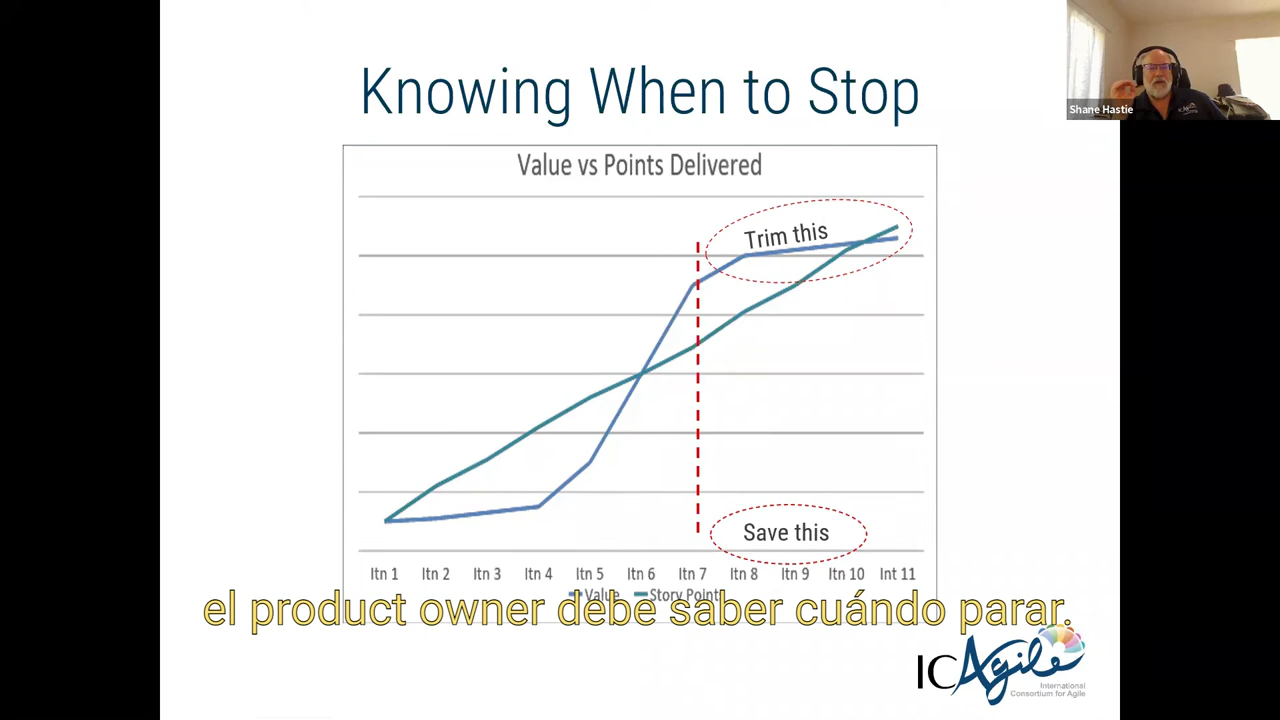 Knowing When to Stop
Shane Hastie
Value vs Points Delivered
Trim this
Save this
Itn 1 Itn 2 Itn 3 Itn 4 Itn 5 Itn 6 Itn 7 Itn 8 Itn 9 Itn 10 Int 11
Value Story Point
el product owner debe saber cuándo parar.
ICAgile
International
Consortium for Agile